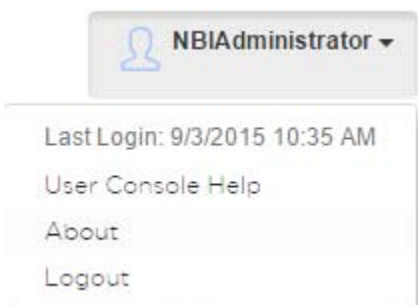 NBIAdministrator
Last Login: 9/3/2015 10:35 AM
User Console Help
About
Logout